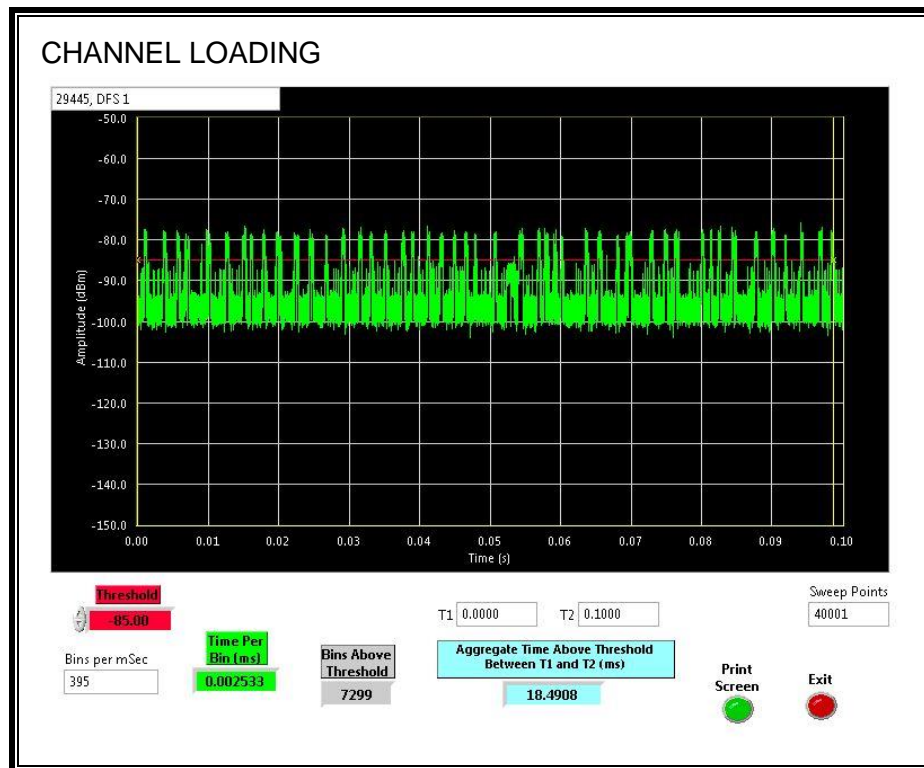 CHANNEL LOADING
29445, DFS 1
Amplitude (dBm)
-50.0
-60.0
-70.0
-80.0
-90.0
-100.0
-110.0
-120.0
-130.0
-140.0
-150.0
0.00 0.01 0.02 0.03 0.04 0.05 0.06 0.07 0.08 0.09 0.10
Time (s)
Threshold
-85.00
Bins per mSec
395
Time Per
Bin (ms)
0.002533
Bins Above
Threshold
7299
T1 0.0000 T2 0.1000
Aggregate Time Above Threshold
Between T1 and T2 (ms)
18.4908
Sweep Points
40001
Print
Screen
Exit